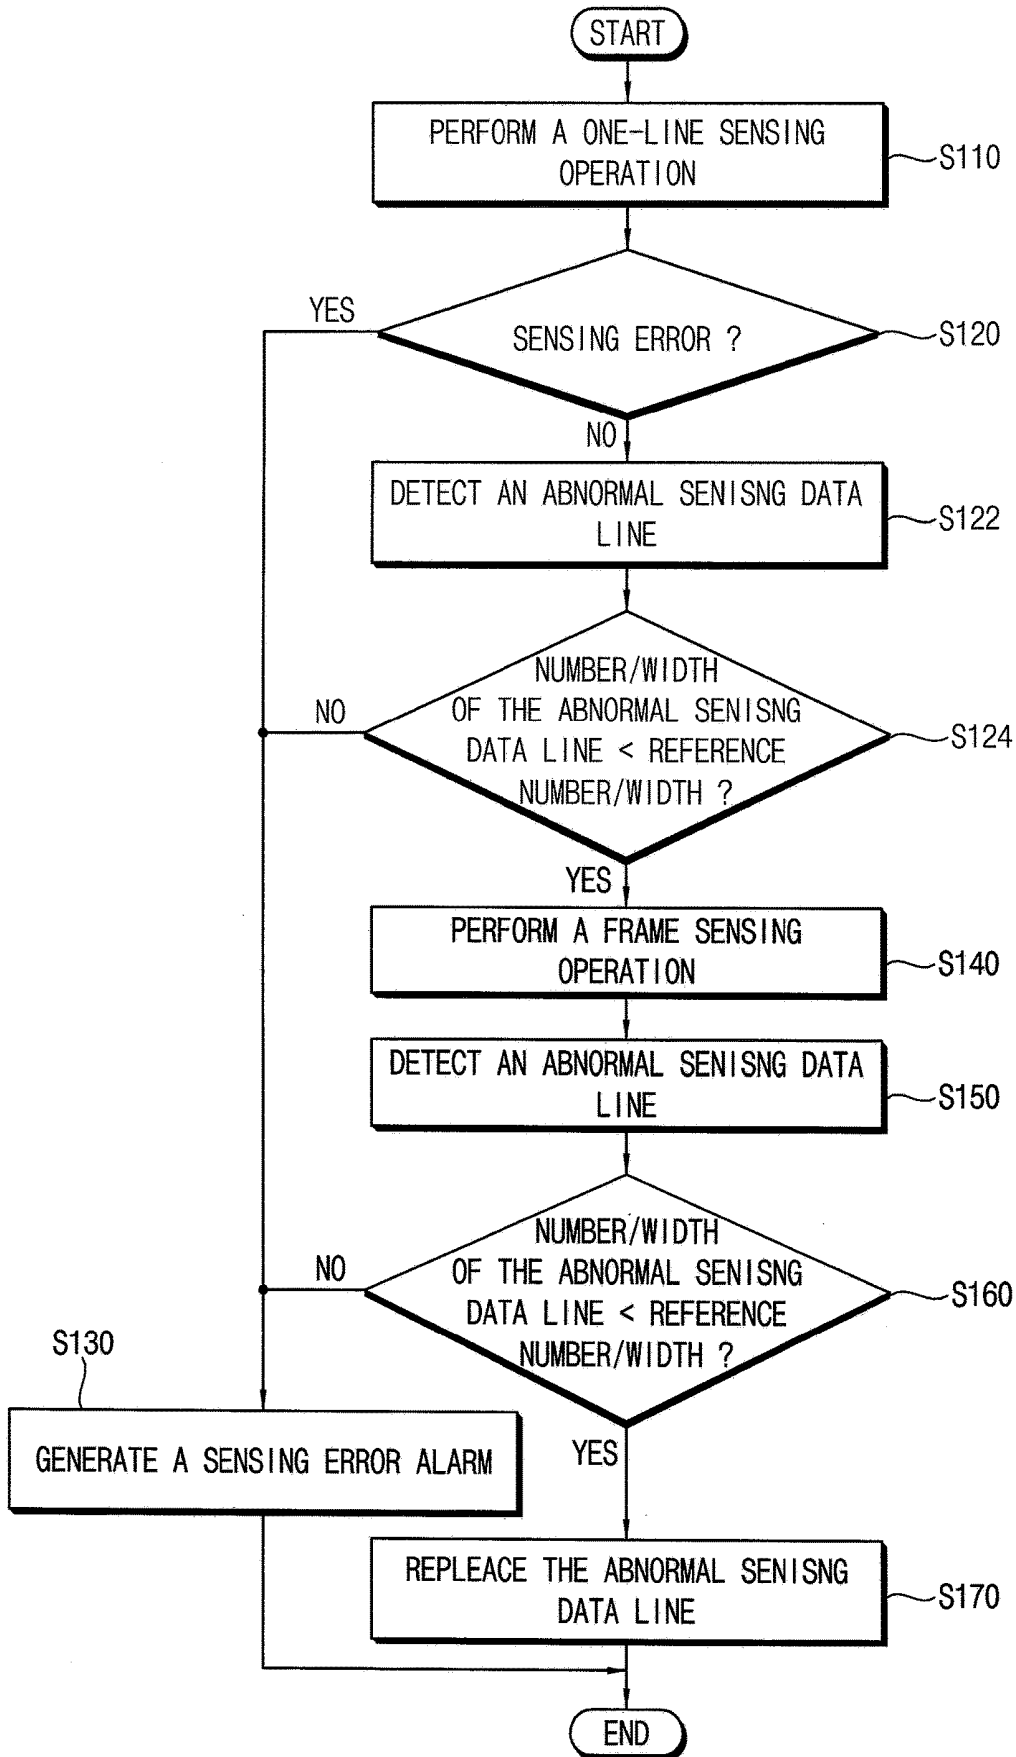 START
PERFORM A ONE-LINE SENSING
OPERATION
S110
YES
SENSING ERROR ?
S120
NO
DETECT AN ABNORMAL SENISNG DATA
LINE
S122
NUMBER/WIDTH
OF THE ABNORMAL SENISNG
DATA LINE < REFERENCE
NUMBER/WIDTH ?
NO
S124
YES
PERFORM A FRAME SENSING
OPERATION
S140
DETECT AN ABNORMAL SENISNG DATA
LINE
S150
NUMBER/WIDTH
OF THE ABNORMAL SENISNG
DATA LINE < REFERENCE
NUMBER/WIDTH ?
NO
S160
S130
GENERATE A SENSING ERROR ALARM
YES
REPLEACE THE ABNORMAL SENISNG
DATA LINE
S170
END